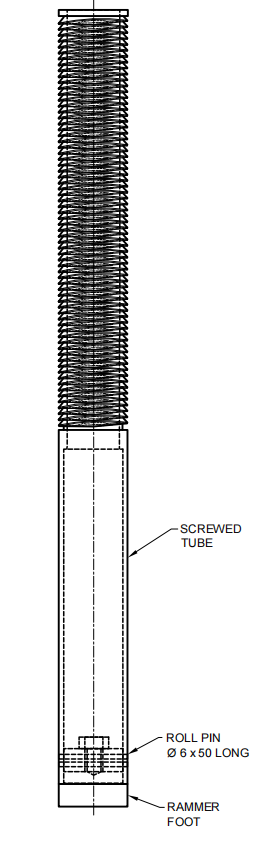 SCREWED
TUBE
ROLL PIN
Ø 6 x 50 LONG
RAMMER
FOOT